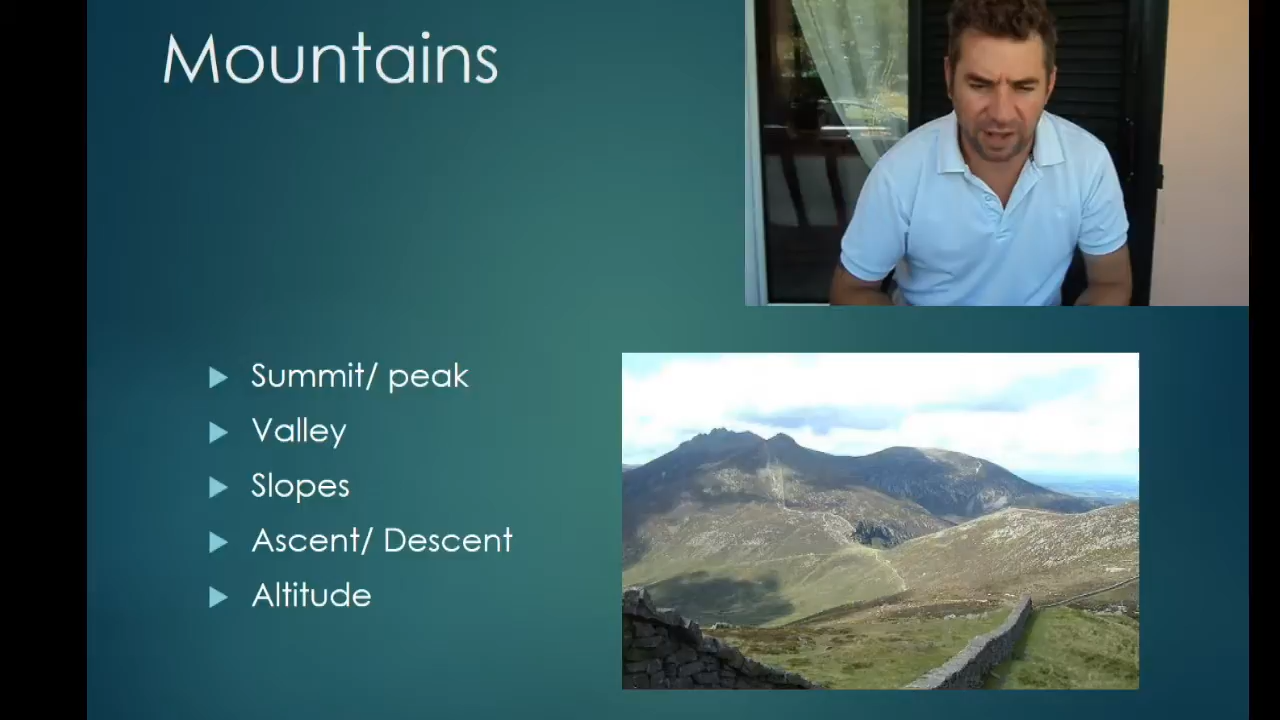 Mountains
Summit/ peak
Valley
Slopes
Ascent/ Descent
Altitude